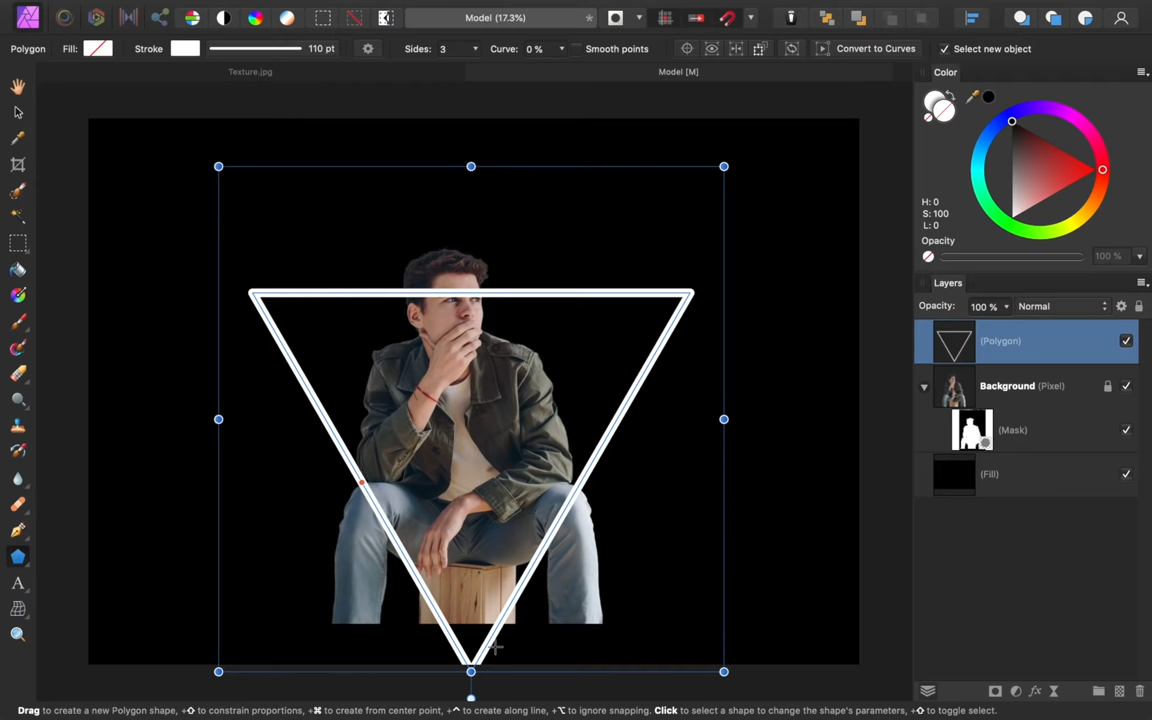 Model (17.3%)
*
Polygon
Fill:
Stroke
110 pt
Sides: 3
Curve: 0 %
Smooth points
Convert to Curves
Select new object
Texture.jpg
Model [M]
Color
H: 0
S: 100
L: 0
Opacity
100 %
Layers
Opacity: 100 % Normal
(Polygon)
Background (Pixel)
(Mask)
(Fill)
A
fx
Drag to create a new Polygon shape, +⇧ to constrain proportions, +⌘ to create from center point, +^ to create along line, +⌥ to ignore snapping. Click to select a shape to change the shape's parameters, +⇧ to toggle select.